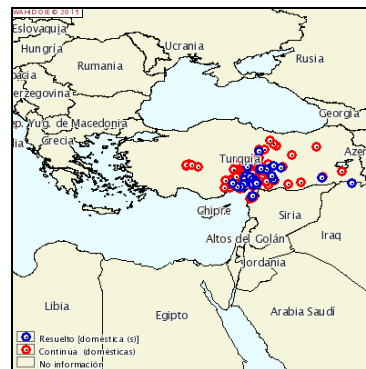 WAHID OIE © 2015
Eslovaquia
Ucrania
Hungría
Rusia
Rumania
Herzegovina
Georgia
ep. Yug. de Macedonia
Grecia
Turquía
Azer
Chipre
Siria
Altos del Golán
Iraq
Jordania
Libia
Egipto
Arabia Saudí
Resuelto [doméstica (s)]
Continúa (domésticas)
No información